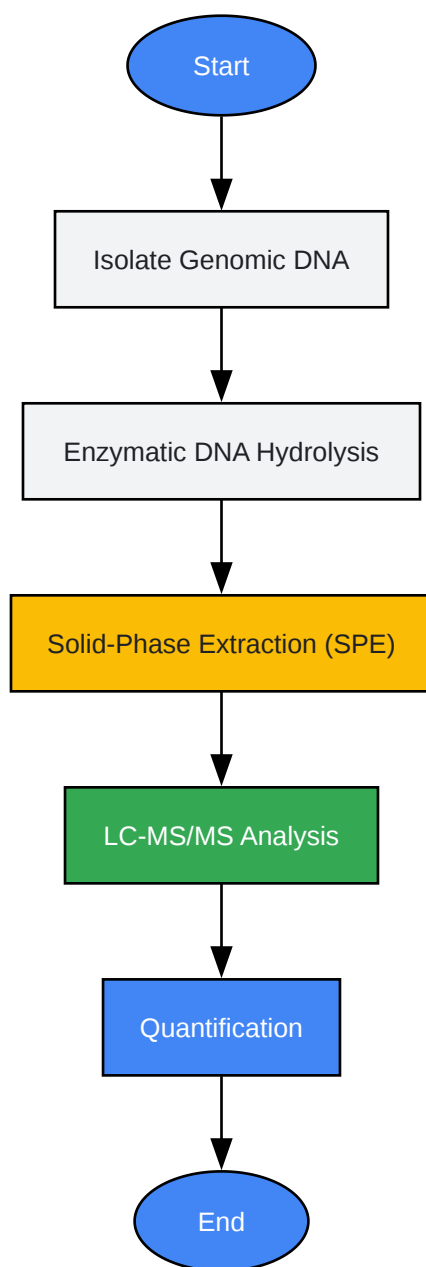 Start
Isolate Genomic DNA
Enzymatic DNA Hydrolysis
Solid-Phase Extraction (SPE)
LC-MS/MS Analysis
Quantification
End